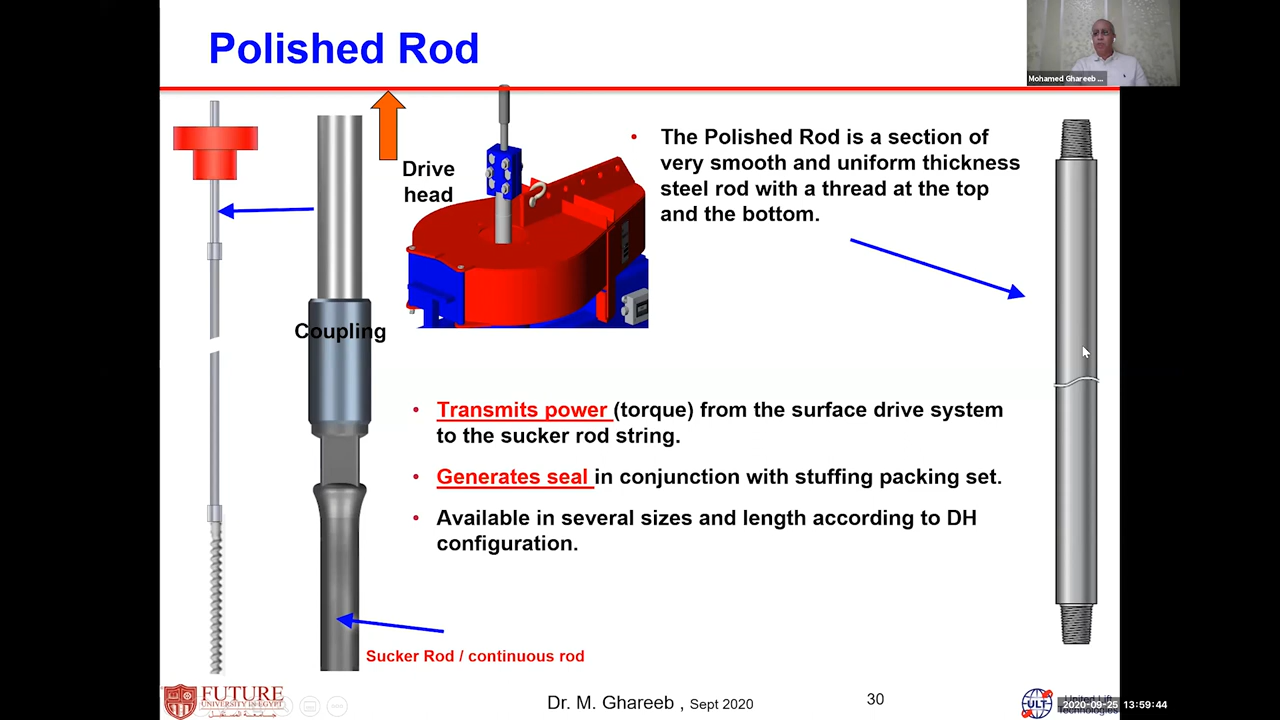 Polished Rod
Mohamed Ghareeb ...
Drive
head
Coupling
• The Polished Rod is a section of
very smooth and uniform thickness
steel rod with a thread at the top
and the bottom.
• Transmits power (torque) from the surface drive system
to the sucker rod string.
• Generates seal in conjunction with stuffing packing set.
• Available in several sizes and length according to DH
configuration.
Sucker Rod / continuous rod
FUTURE
UNIVERSITY IN EGYPT
Dr. M. Ghareeb , Sept 2020
30
ULT
United Lift
Technologies
2020-09-25 13:59:44